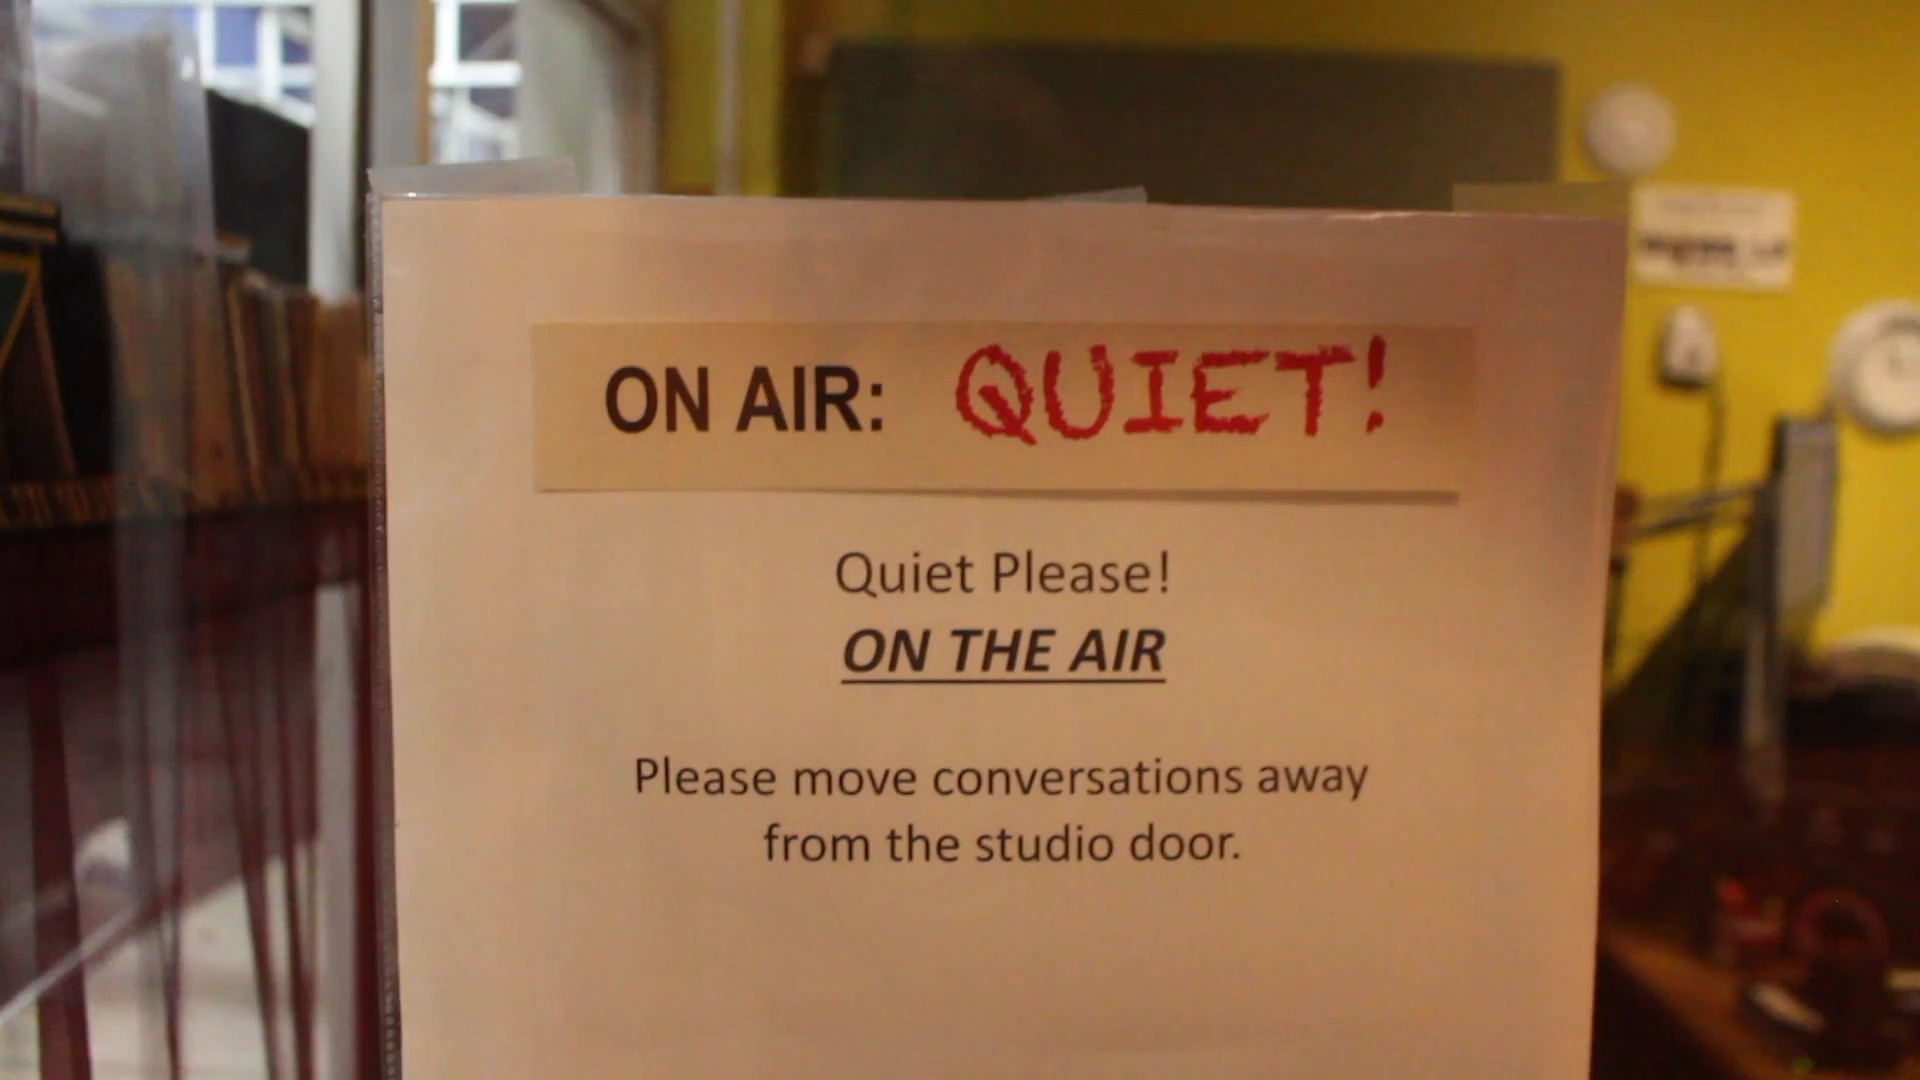 ON AIR: QUIET!
Quiet Please!
ON THE AIR
Please move conversations away
from the studio door.